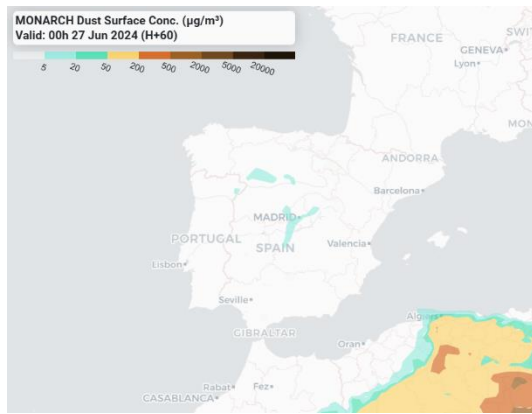 MONARCH Dust Surface Conc. (µg/m³)
Valid: 00h 27 Jun 2024 (H+60)
5 20 50 200 500 2000 5000 20000
FRANCE
SWIT
GENEVA
Lyon
MON
ANDORRA
Barcelona
MADRID
PORTUGAL
SPAIN
Valencia
Lisbon
Seville
GIBRALTAR
Algiers
Oran
Rabat
Fez
CASABLANCA